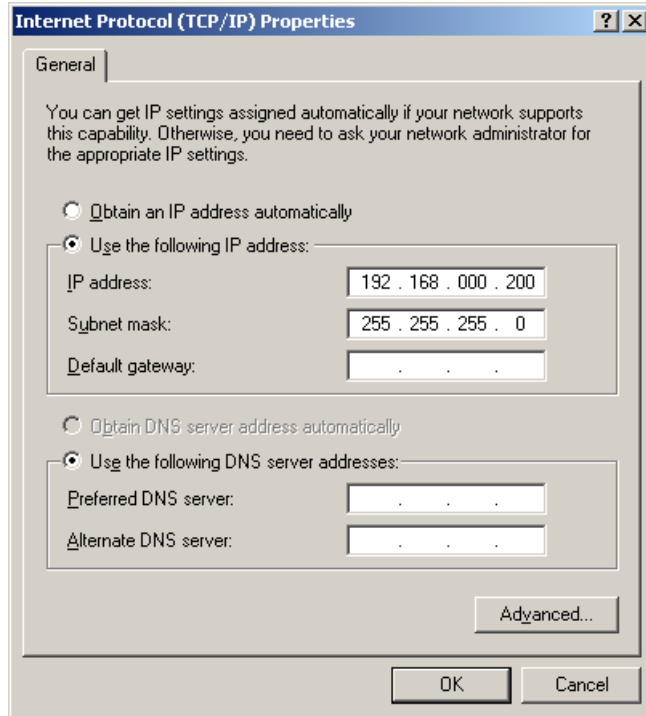 Internet Protocol (TCP/IP) Properties
General
You can get IP settings assigned automatically if your network supports
this capability. Otherwise, you need to ask your network administrator for
the appropriate IP settings.
Obtain an IP address automatically
Use the following IP address:
IP address: 192 . 168 . 000 . 200
Subnet mask: 255 . 255 . 255 . 0
Default gateway: . . .
Obtain DNS server address automatically
Use the following DNS server addresses:
Preferred DNS server: . . .
Alternate DNS server: . . .
Advanced...
OK Cancel